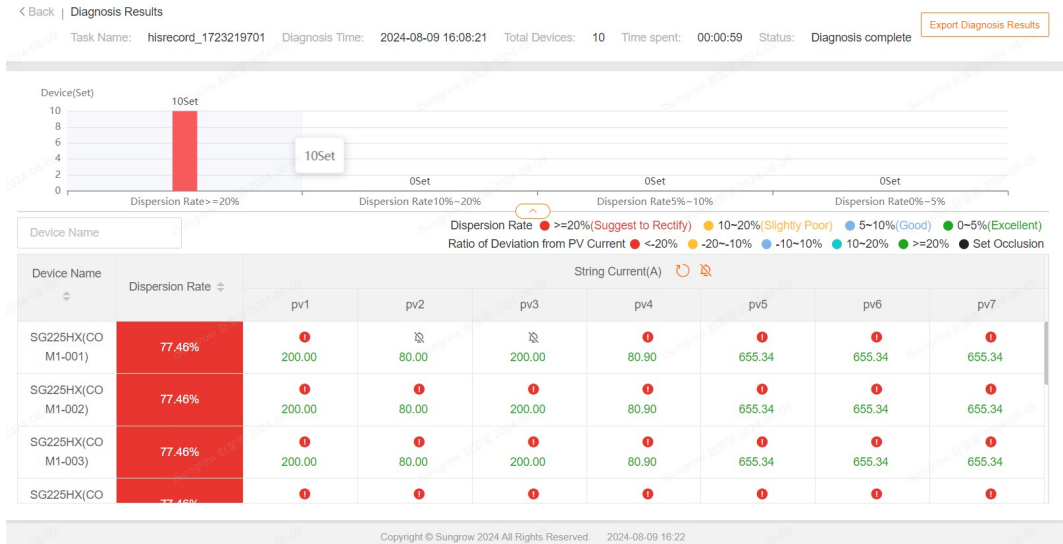 < Back | Diagnosis Results
Export Diagnosis Results
Task Name: hisrecord_1723219701 Diagnosis Time: 2024-08-09 16:08:21 Total Devices: 10 Time spent: 00:00:59 Status: Diagnosis complete
Device(Set)
10Set
10
8
6
4
2
0
10Set
0Set 0Set 0Set
Dispersion Rate>=20% Dispersion Rate10%~20% Dispersion Rate5%~10% Dispersion Rate0%~5%
Device Name
Dispersion Rate >=20%(Suggest to Rectify) 10~20%(Slightly Poor) 5~10%(Good) 0~5%(Excellent)
Ratio of Deviation from PV Current <-20% -20~-10% -10~10% 10~20% >=20% Set Occlusion
Device Name Dispersion Rate String Current(A)
pv1 pv2 pv3 pv4 pv5 pv6 pv7
SG225HX(CO
M1-001)
77.46% 200.00 80.00 200.00 80.90 655.34 655.34 655.34
SG225HX(CO
M1-002)
77.46% 200.00 80.00 200.00 80.90 655.34 655.34 655.34
SG225HX(CO
M1-003)
77.46% 200.00 80.00 200.00 80.90 655.34 655.34 655.34
SG225HX(CO
77.46%
Copyright © Sungrow 2024 All Rights Reserved. 2024-08-09 16:22